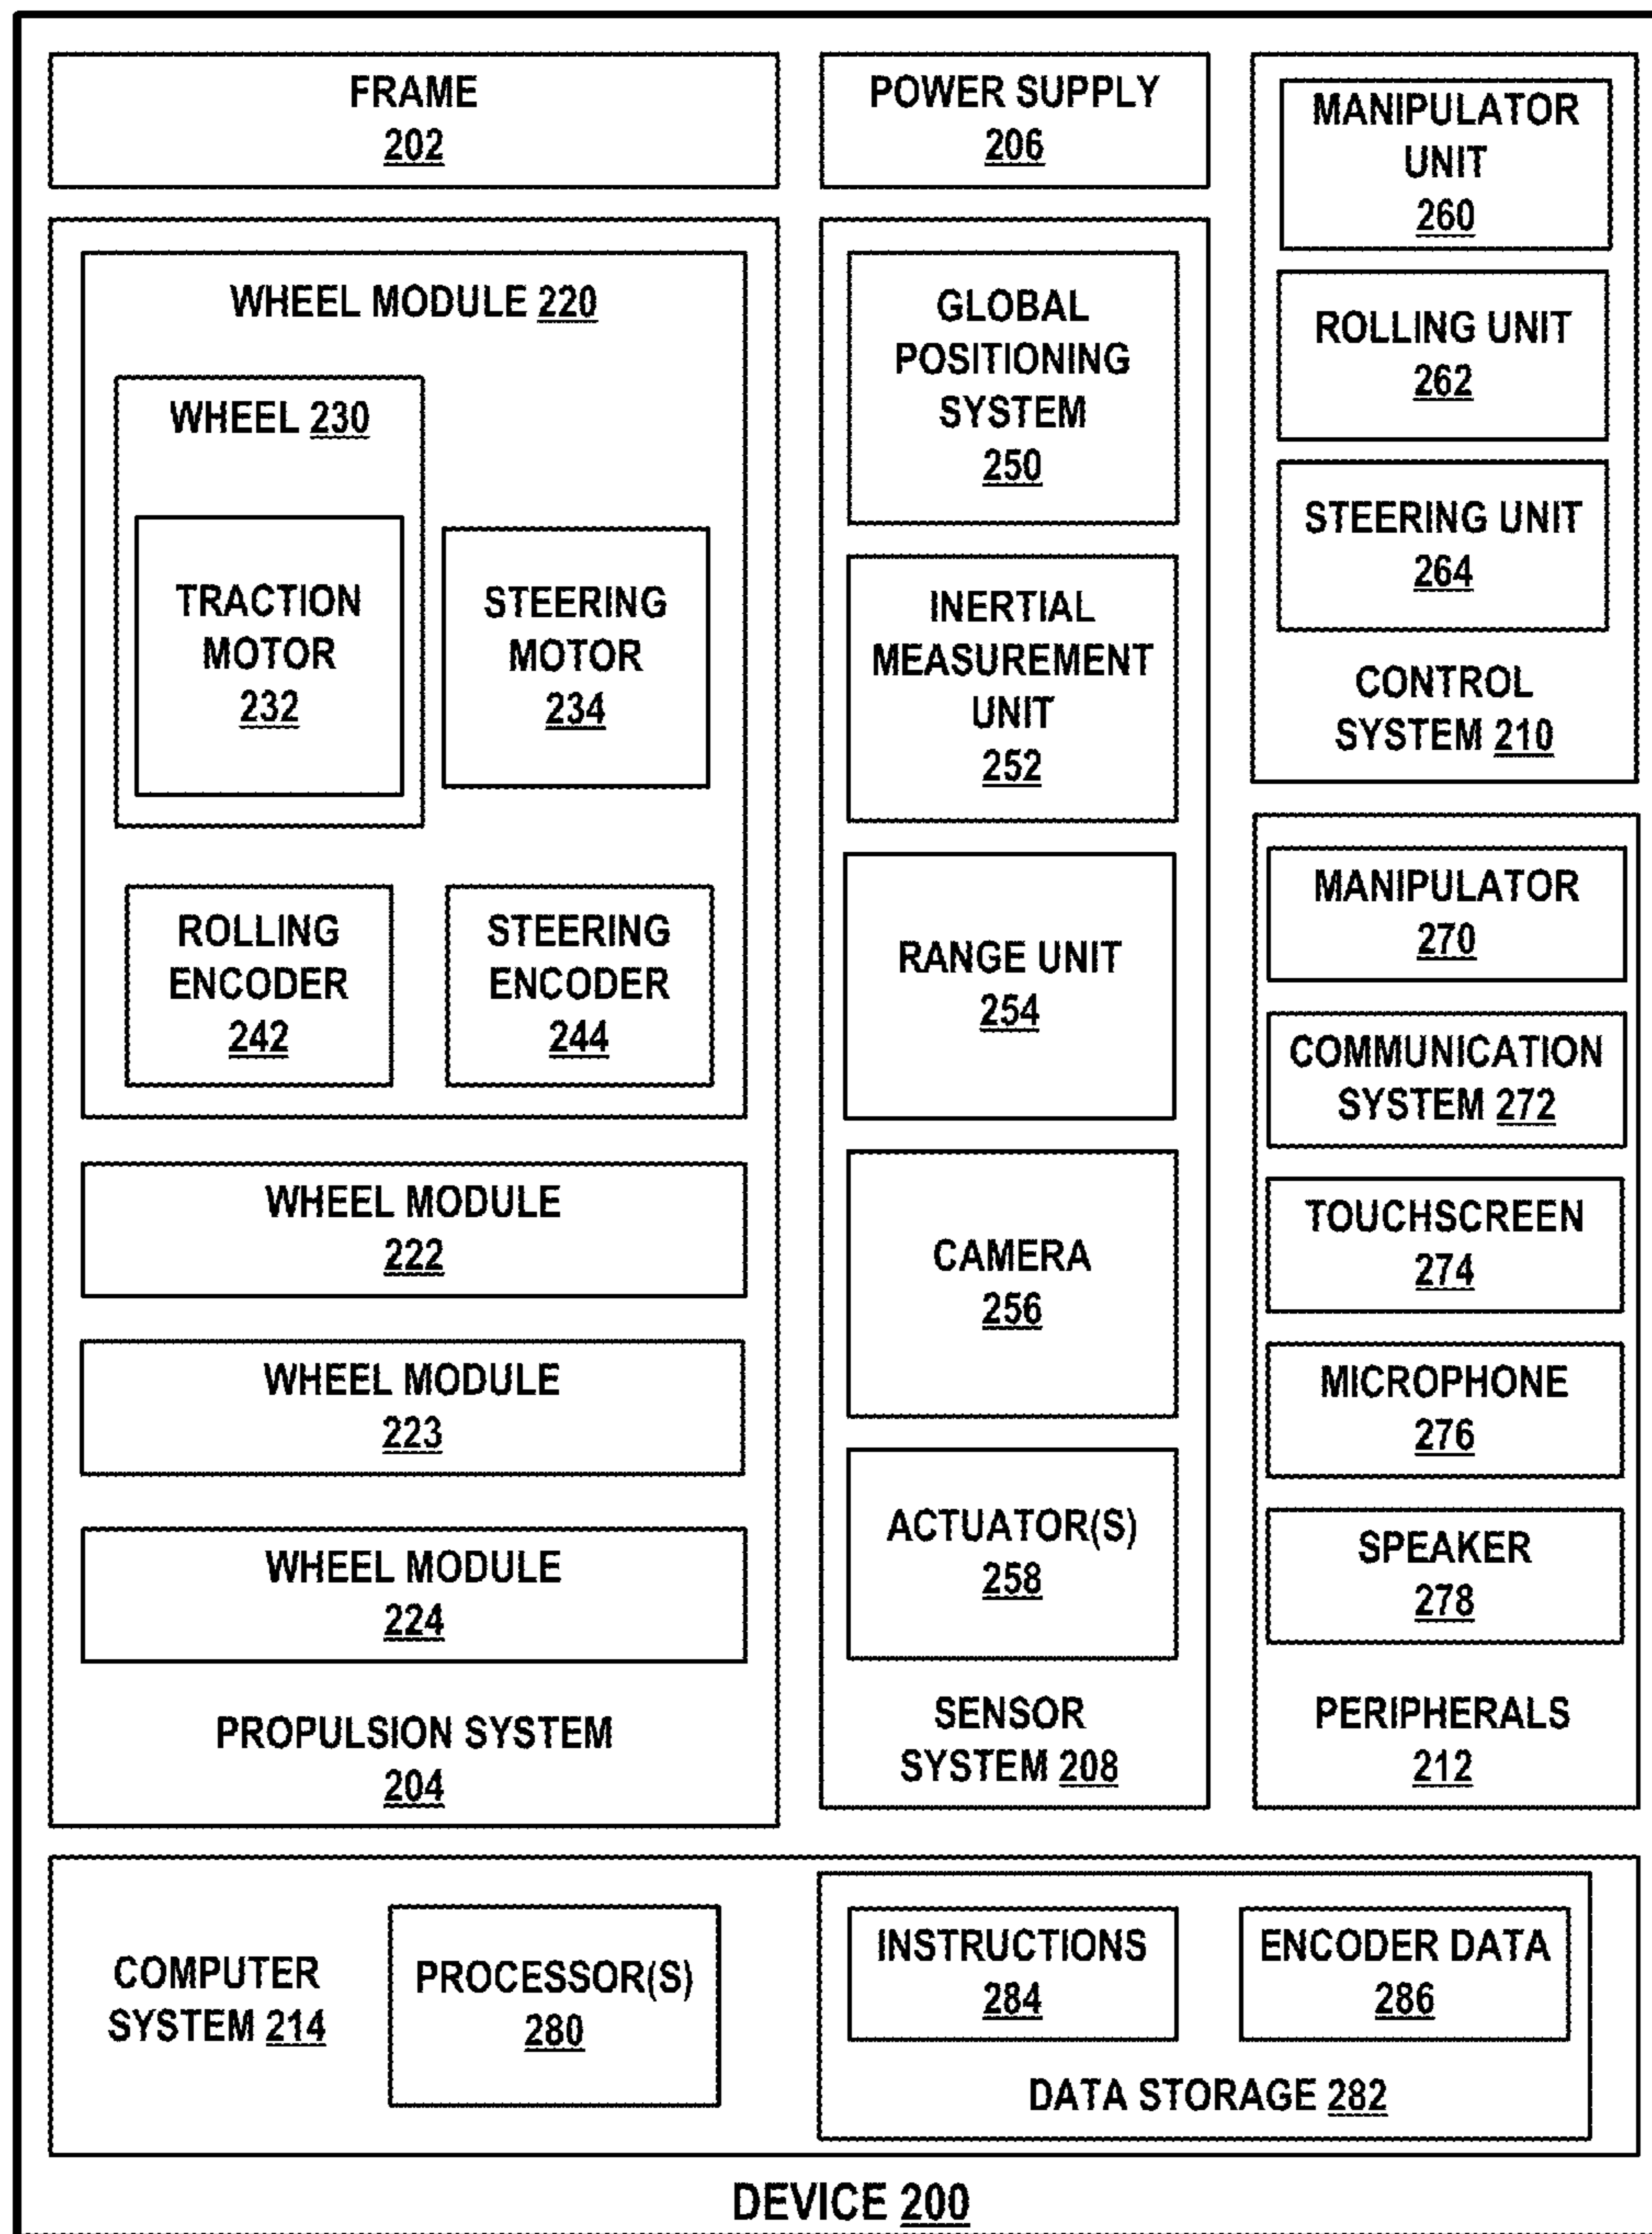 FRAME
202
POWER SUPPLY
206
MANIPULATOR
UNIT
260
ROLLING UNIT
262
STEERING UNIT
264
CONTROL
SYSTEM 210
WHEEL MODULE 220
WHEEL 230
TRACTION
MOTOR
232
STEERING
MOTOR
234
ROLLING
ENCODER
242
STEERING
ENCODER
244
WHEEL MODULE
222
WHEEL MODULE
223
WHEEL MODULE
224
PROPULSION SYSTEM
204
GLOBAL
POSITIONING
SYSTEM
250
INERTIAL
MEASUREMENT
UNIT
252
RANGE UNIT
254
CAMERA
256
ACTUATOR(S)
258
SENSOR
SYSTEM 208
MANIPULATOR
270
COMMUNICATION
SYSTEM 272
TOUCHSCREEN
274
MICROPHONE
276
SPEAKER
278
PERIPHERALS
212
COMPUTER
SYSTEM 214
PROCESSOR(S)
280
INSTRUCTIONS
284
ENCODER DATA
286
DATA STORAGE 282
DEVICE 200